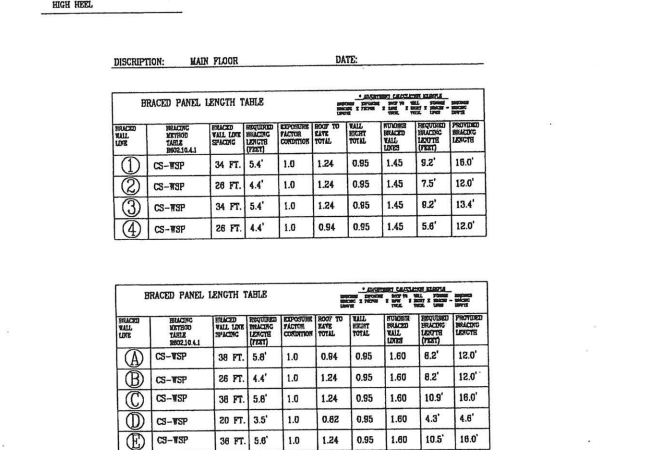 HIGH HEEL
DISCRIPTION: MAIN FLOOR DATE:
BRACED PANEL LENGTH TABLE
* ADJUSTMENT CALCULATION EXAMPLE
BRACED WALL LINE BRACING METHOD TABLE R602.10.4.1 BRACED WALL LINE SPACING REQUIRED BRACING LENGTH (FEET) EXPOSURE FACTOR CONDITION ROOF TO EAVE TOTAL WALL HIGHT TOTAL NUMBER BRACED WALL LINES REQUIRED BRACING LENGTH (FEET) PROVIDED BRACING LENGTH
1 CS-WSP 34 FT. 5.4' 1.0 1.24 0.95 1.45 9.2' 16.0'
2 CS-WSP 26 FT. 4.4' 1.0 1.24 0.95 1.45 7.5' 12.0'
3 CS-WSP 34 FT. 5.4' 1.0 1.24 0.95 1.45 9.2' 13.4'
4 CS-WSP 26 FT. 4.4' 1.0 0.94 0.95 1.45 5.6' 12.0'
BRACED PANEL LENGTH TABLE
* ADJUSTMENT CALCULATION EXAMPLE
BRACED WALL LINE BRACING METHOD TABLE R602.10.4.1 BRACED WALL LINE SPACING REQUIRED BRACING LENGTH (FEET) EXPOSURE FACTOR CONDITION ROOF TO EAVE TOTAL WALL HIGHT TOTAL NUMBER BRACED WALL LINES REQUIRED BRACING LENGTH (FEET) PROVIDED BRACING LENGTH
A CS-WSP 38 FT. 5.8' 1.0 0.94 0.95 1.60 8.2' 12.0'
B CS-WSP 26 FT. 4.4' 1.0 1.24 0.95 1.60 8.2' 12.0'
C CS-WSP 38 FT. 5.8' 1.0 1.24 0.95 1.60 10.9' 16.0'
D CS-WSP 20 FT. 3.5' 1.0 0.82 0.95 1.60 4.3' 4.6'
E CS-WSP 36 FT. 5.6' 1.0 1.24 0.95 1.60 10.5' 16.0'